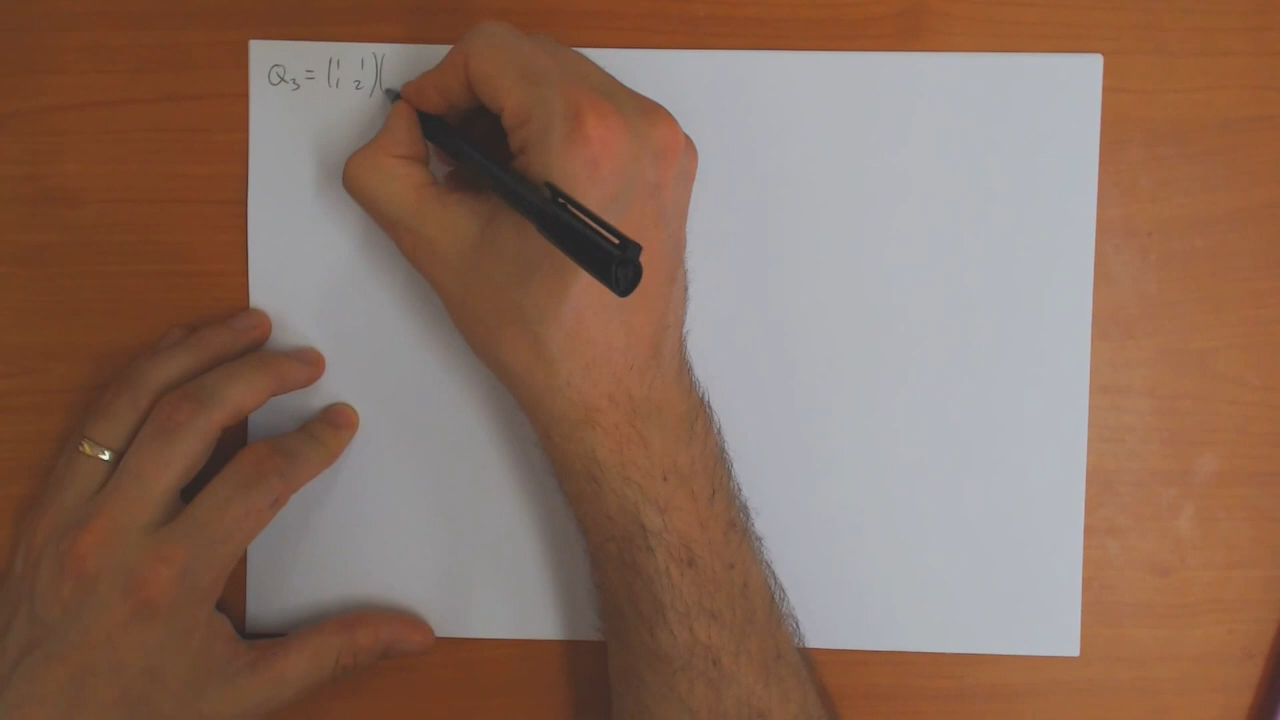 Q₃ = (1 1
1 2)(